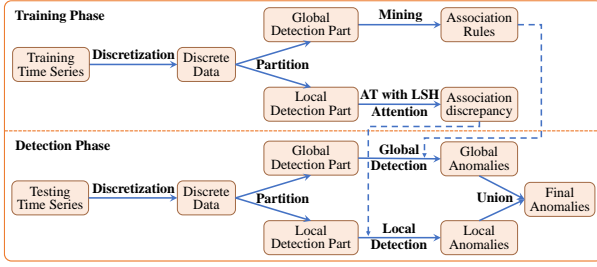 Training Phase
Training
Time Series
Discretization
Discrete
Data
Partition
Global
Detection Part
Mining
Association
Rules
Local
Detection Part
AT with LSH
Attention
Association
discrepancy
Detection Phase
Testing
Time Series
Discretization
Discrete
Data
Partition
Global
Detection Part
Global
Detection
Global
Anomalies
Local
Detection Part
Local
Detection
Local
Anomalies
Union
Final
Anomalies